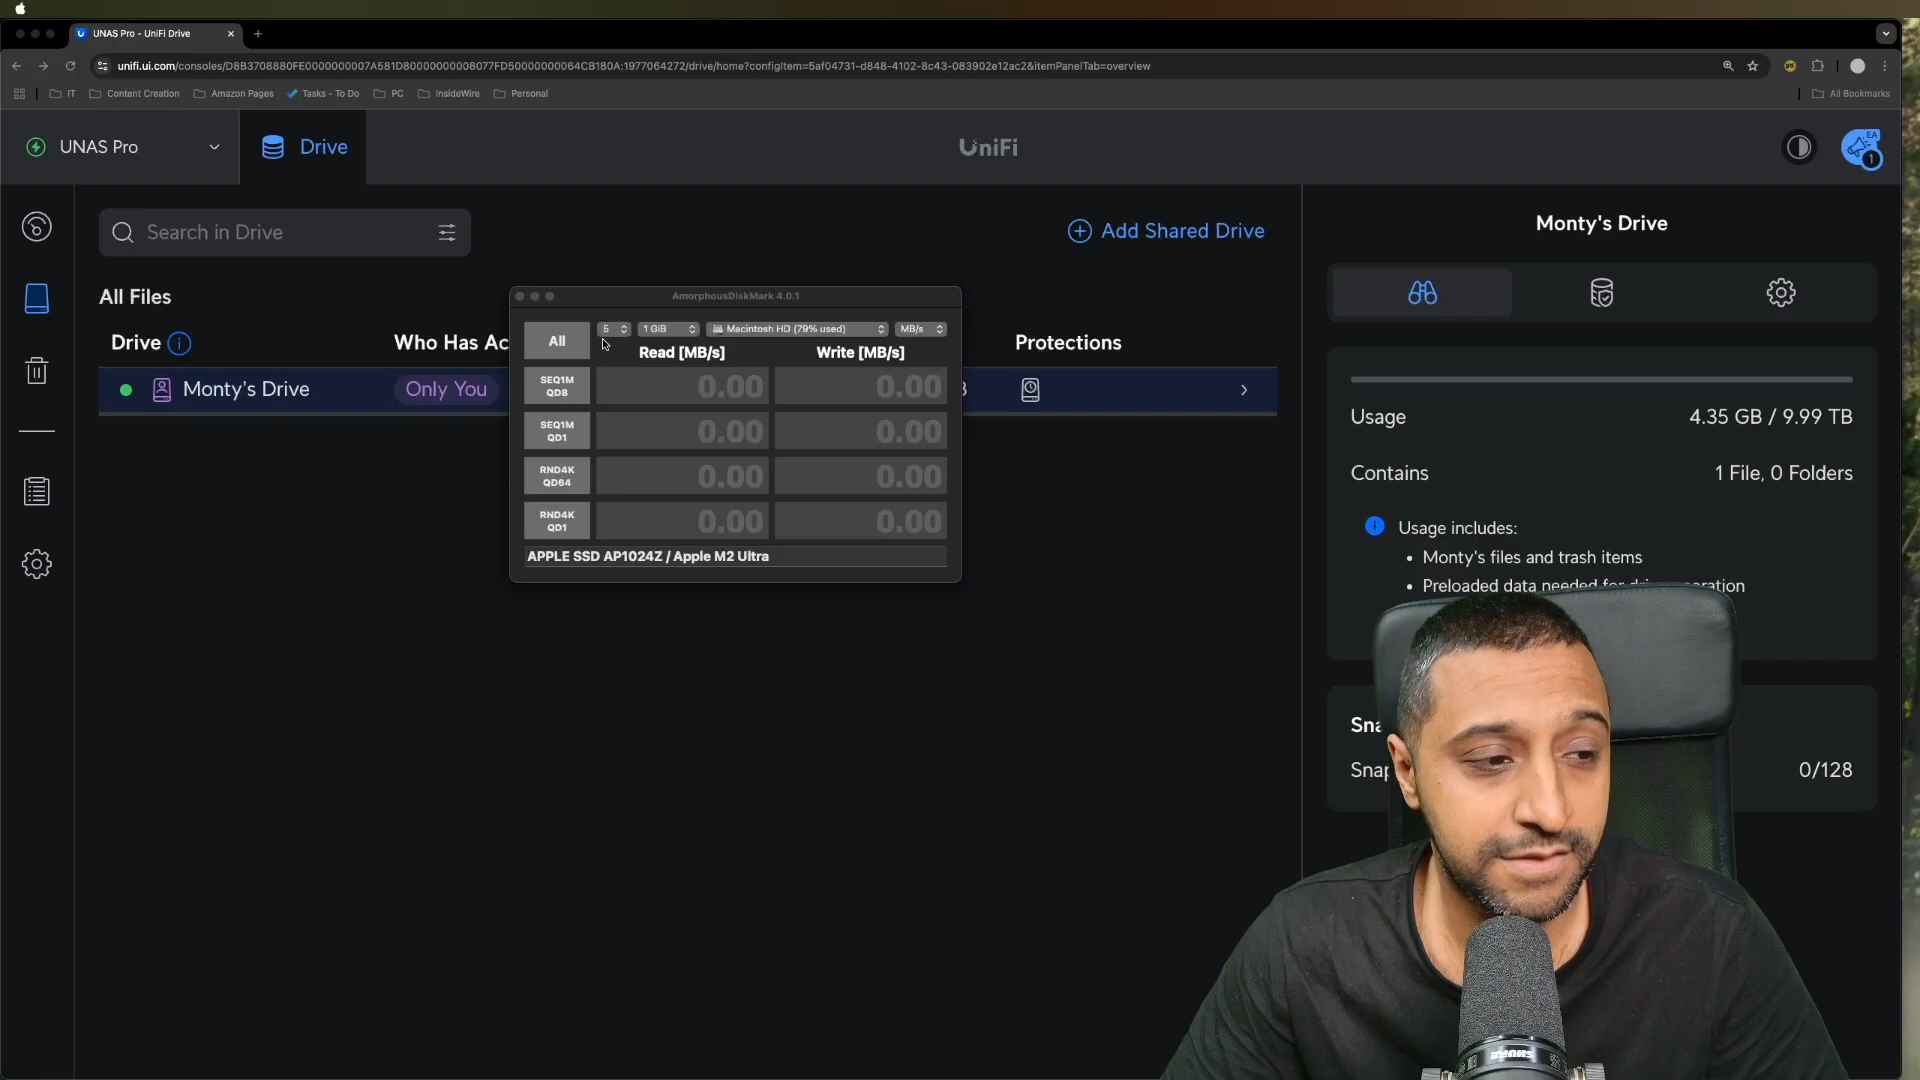 UNAS Pro - UniFi Drive
unifi.ui.com/consoles/D8B3708880FE0000000007A581D8000000008077FD50000000064CB180A:1977064272/drive/home?configItem=5af04731-d848-4102-8c43-083902e12ac2&itemPanelTab=overview
IT Content Creation Amazon Pages Tasks - To Do PC InsideWire Personal All Bookmarks
UNAS Pro Drive UniFi EA 1
Search in Drive Add Shared Drive
All Files
Drive Who Has Ac Protections
Monty's Drive Only You
AmorphousDiskMark 4.0.1
All 5 1 GiB Macintosh HD (79% used) MB/s
Read [MB/s] Write [MB/s]
SEQ1M
QD8 0.00 0.00
SEQ1M
QD1 0.00 0.00
RND4K
QD64 0.00 0.00
RND4K
QD1 0.00 0.00
APPLE SSD AP1024Z / Apple M2 Ultra
Monty's Drive
Usage 4.35 GB / 9.99 TB
Contains 1 File, 0 Folders
Usage includes:
• Monty's files and trash items
• Preloaded data needed for
Sna
Snap 0/128
SHURE